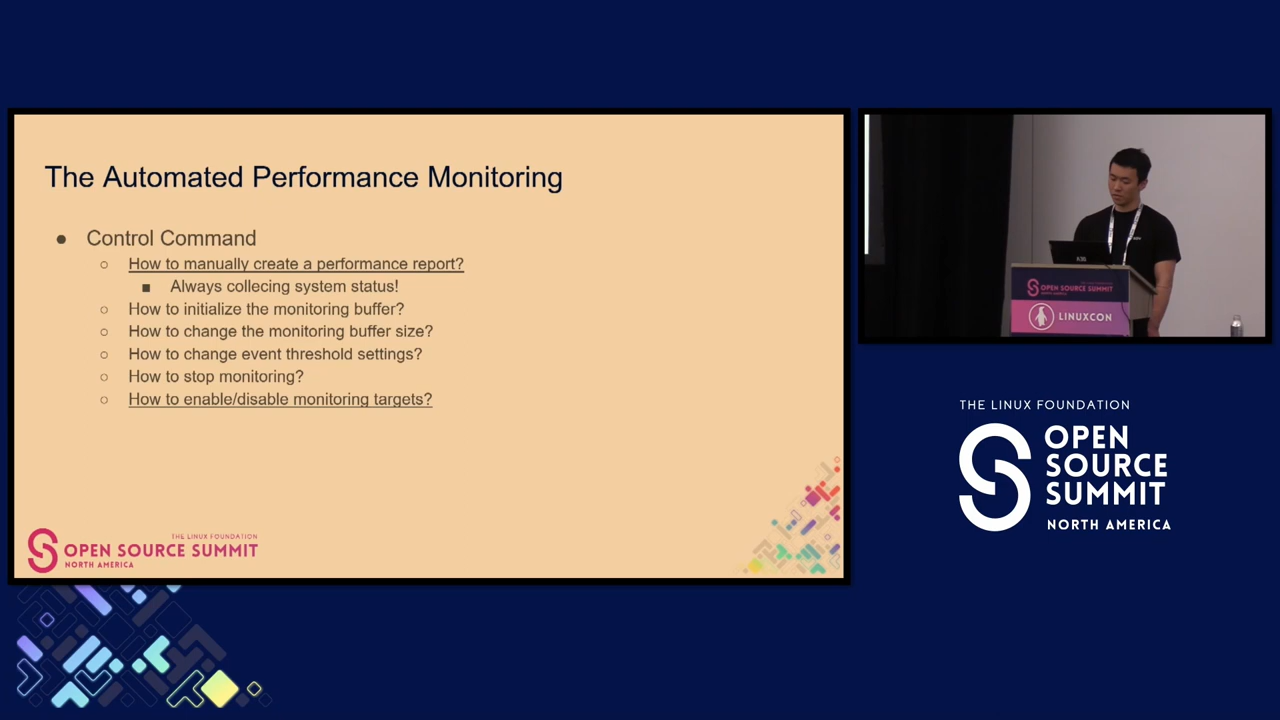 The Automated Performance Monitoring
● Control Command
○ How to manually create a performance report?
■ Always collecing system status!
○ How to initialize the monitoring buffer?
○ How to change the monitoring buffer size?
○ How to change event threshold settings?
○ How to stop monitoring?
○ How to enable/disable monitoring targets?
THE LINUX FOUNDATION
OPEN SOURCE SUMMIT
NORTH AMERICA
OPEN SOURCE SUMMIT
LINUXCON
THE LINUX FOUNDATION
OPEN
SOURCE
SUMMIT
NORTH AMERICA